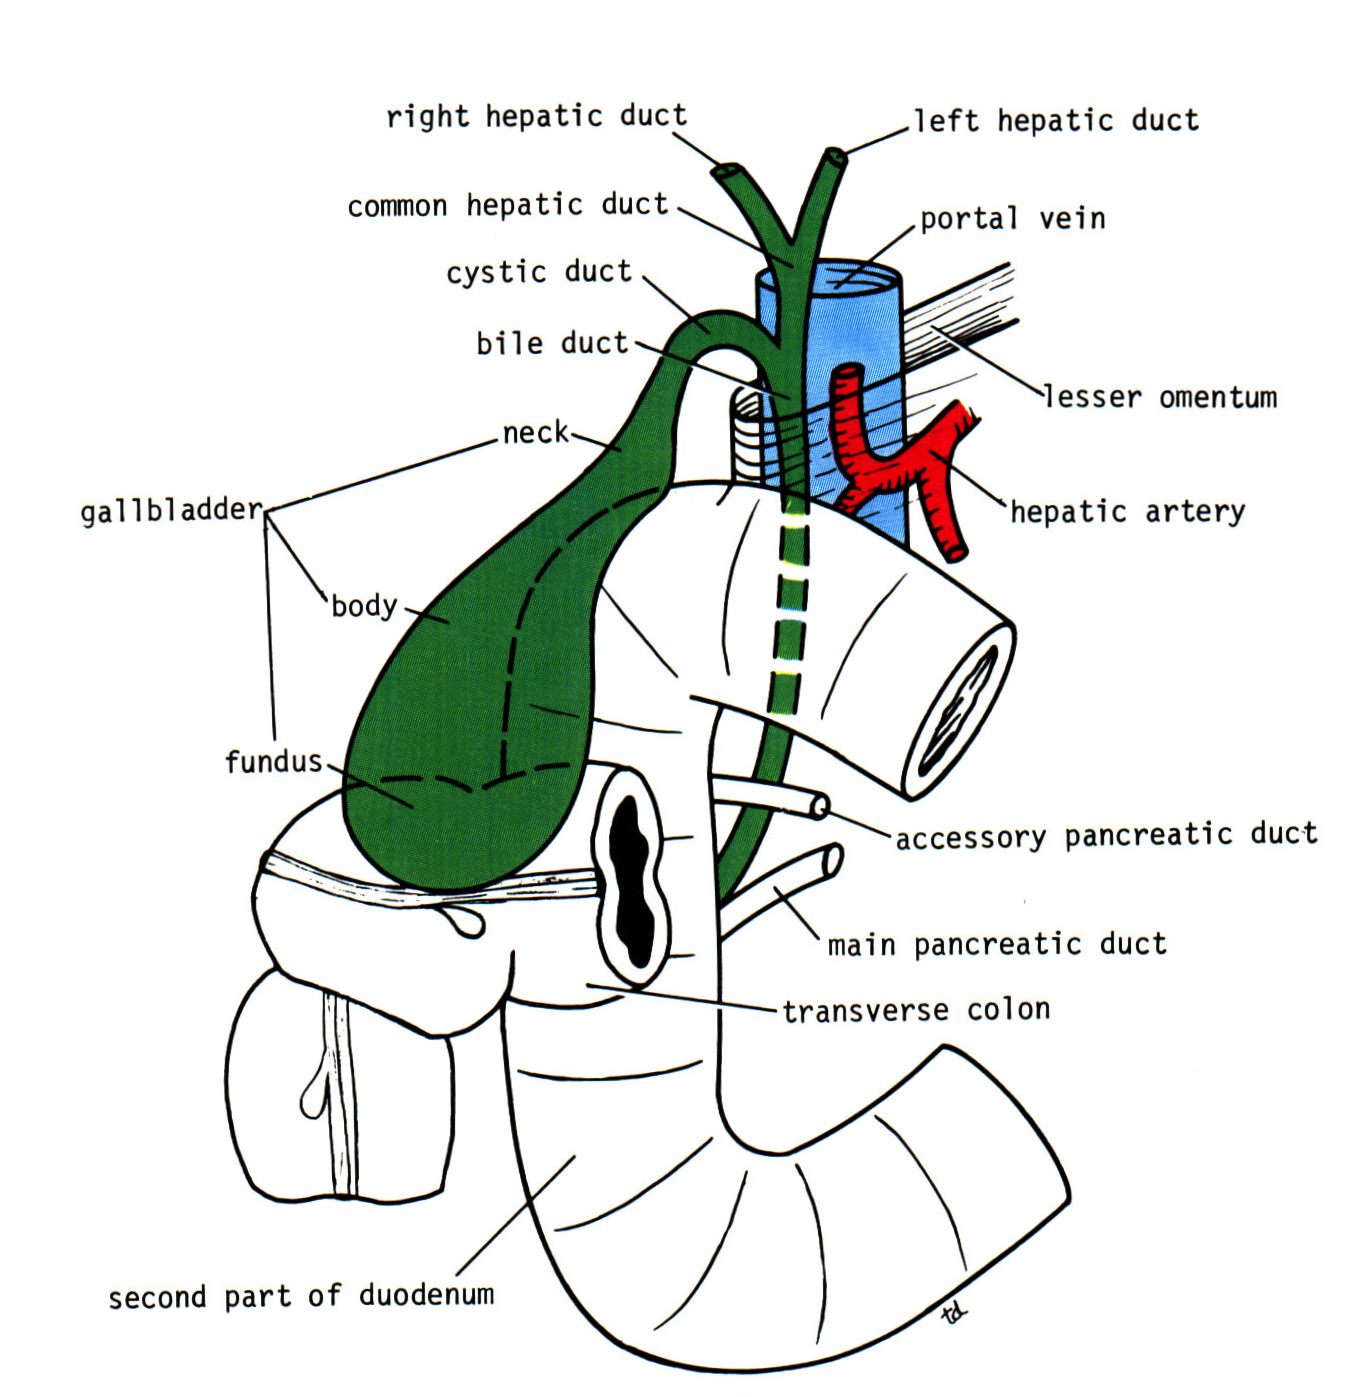 right hepatic duct
left hepatic duct
common hepatic duct
portal vein
cystic duct
bile duct
lesser omentum
neck
gallbladder
hepatic artery
body
fundus
accessory pancreatic duct
main pancreatic duct
transverse colon
second part of duodenum
td